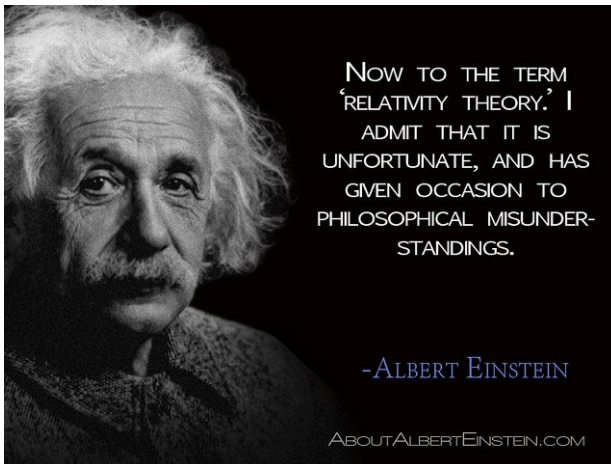 Now to the term
‘relativity theory.’ I
admit that it is
unfortunate, and has
given occasion to
philosophical misunder-
standings.
-Albert Einstein
AboutAlbertEinstein.com